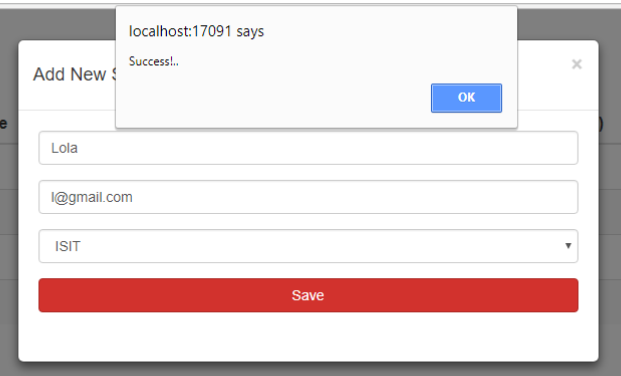 localhost:17091 says
Success!..
OK
Add New S
×
e
)
Lola
l@gmail.com
ISIT
Save